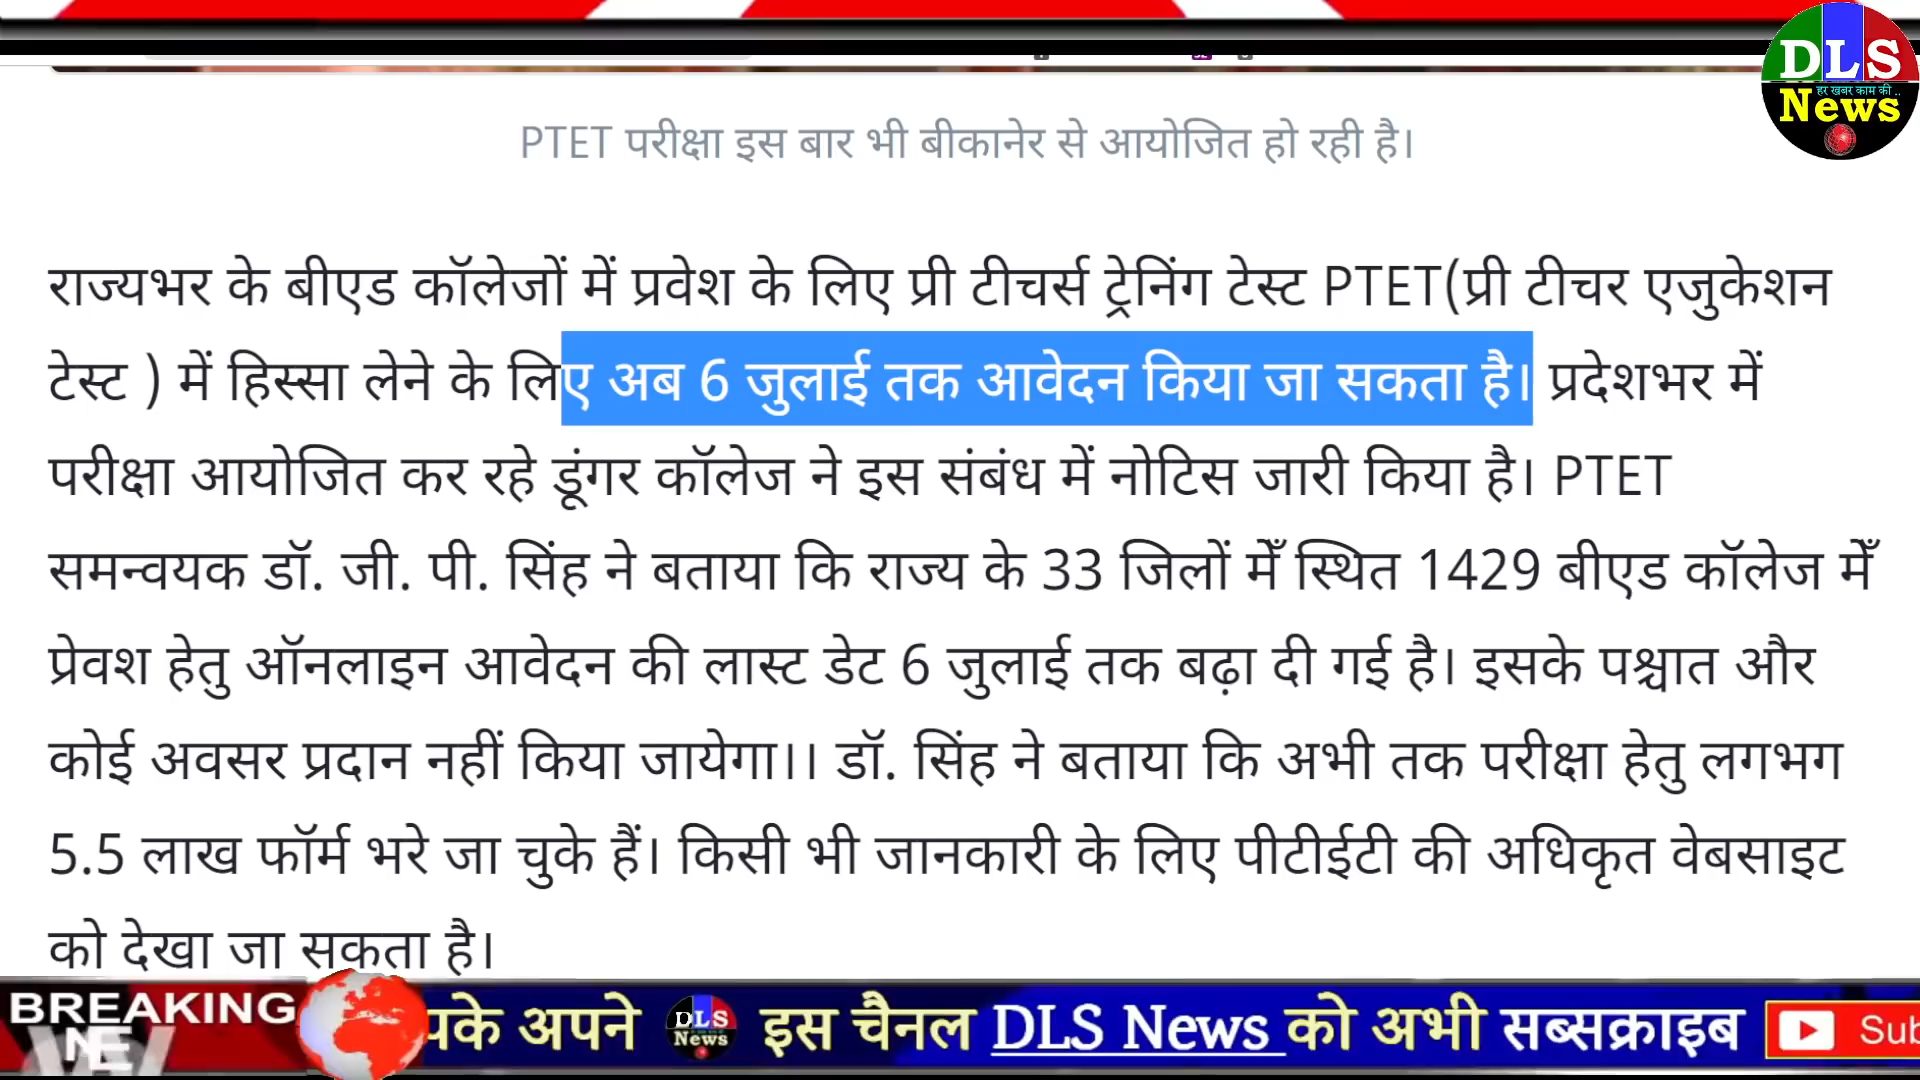 DLS
हर खबर काम की ..
News
PTET परीक्षा इस बार भी बीकानेर से आयोजित हो रही है।
राज्यभर के बीएड कॉलेजों में प्रवेश के लिए प्री टीचर्स ट्रेनिंग टेस्ट PTET(प्री टीचर एजुकेशन
टेस्ट ) में हिस्सा लेने के लिए अब 6 जुलाई तक आवेदन किया जा सकता है। प्रदेशभर में
परीक्षा आयोजित कर रहे डूंगर कॉलेज ने इस संबंध में नोटिस जारी किया है। PTET
समन्वयक डॉ. जी. पी. सिंह ने बताया कि राज्य के 33 जिलों मेँ स्थित 1429 बीएड कॉलेज मेँ
प्रेवश हेतु ऑनलाइन आवेदन की लास्ट डेट 6 जुलाई तक बढ़ा दी गई है। इसके पश्चात और
कोई अवसर प्रदान नहीं किया जायेगा।। डॉ. सिंह ने बताया कि अभी तक परीक्षा हेतु लगभग
5.5 लाख फॉर्म भरे जा चुके हैं। किसी भी जानकारी के लिए पीटीईटी की अधिकृत वेबसाइट
को देखा जा सकता है।
BREAKING
NE
पके अपने DLS News इस चैनल DLS News को अभी सब्सक्राइब Sub